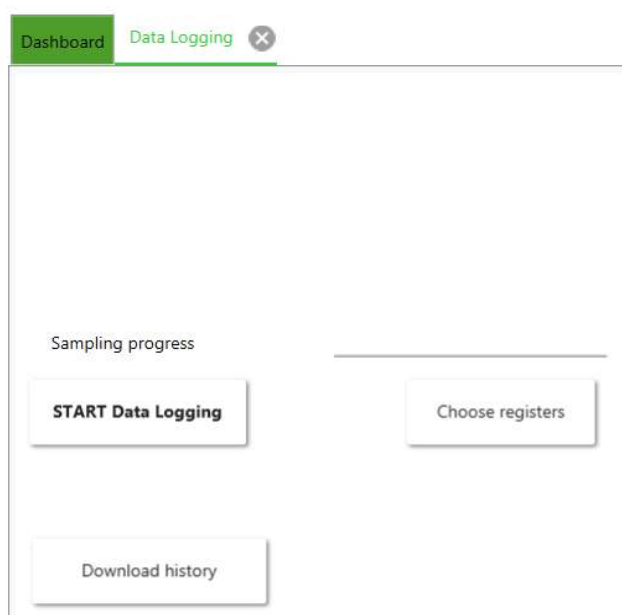 Dashboard
Data Logging
Sampling progress
START Data Logging
Choose registers
Download history